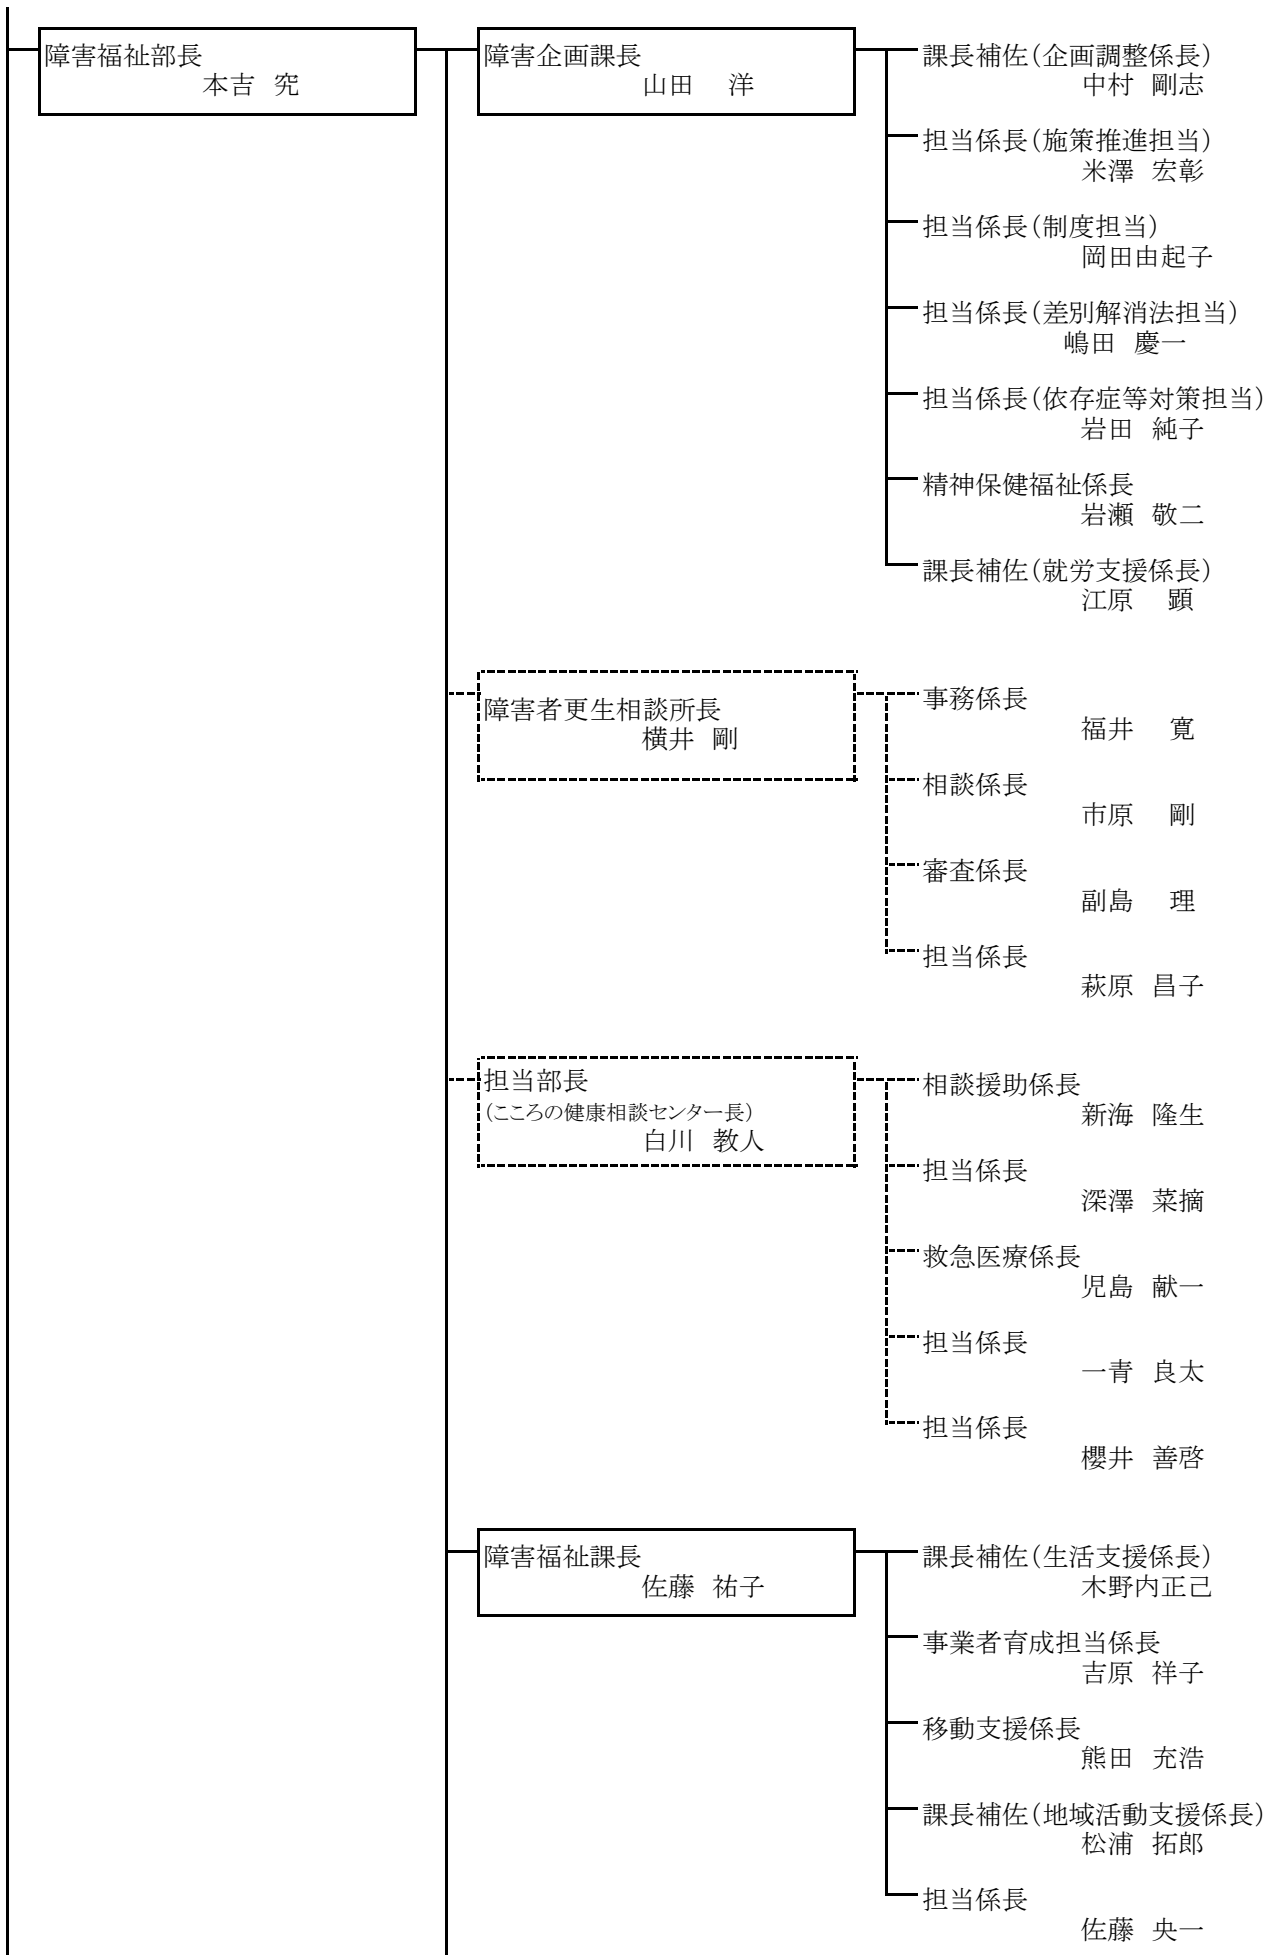 障害福祉部長
本吉 究
障害企画課長
山田 洋
課長補佐(企画調整係長)
中村 剛志
担当係長(施策推進担当)
米澤 宏彰
担当係長(制度担当)
岡田由起子
担当係長(差別解消法担当)
嶋田 慶一
担当係長(依存症等対策担当)
岩田 純子
精神保健福祉係長
岩瀬 敬二
課長補佐(就労支援係長)
江原 顕
障害者更生相談所長
横井 剛
事務係長
福井 寛
相談係長
市原 剛
審査係長
副島 理
担当係長
萩原 昌子
担当部長
(こころの健康相談センター長)
白川 教人
相談援助係長
新海 隆生
担当係長
深澤 菜摘
救急医療係長
児島 献一
担当係長
一青 良太
担当係長
櫻井 善啓
障害福祉課長
佐藤 祐子
課長補佐(生活支援係長)
木野内正己
事業者育成担当係長
吉原 祥子
移動支援係長
熊田 充浩
課長補佐(地域活動支援係長)
松浦 拓郎
担当係長
佐藤 央一